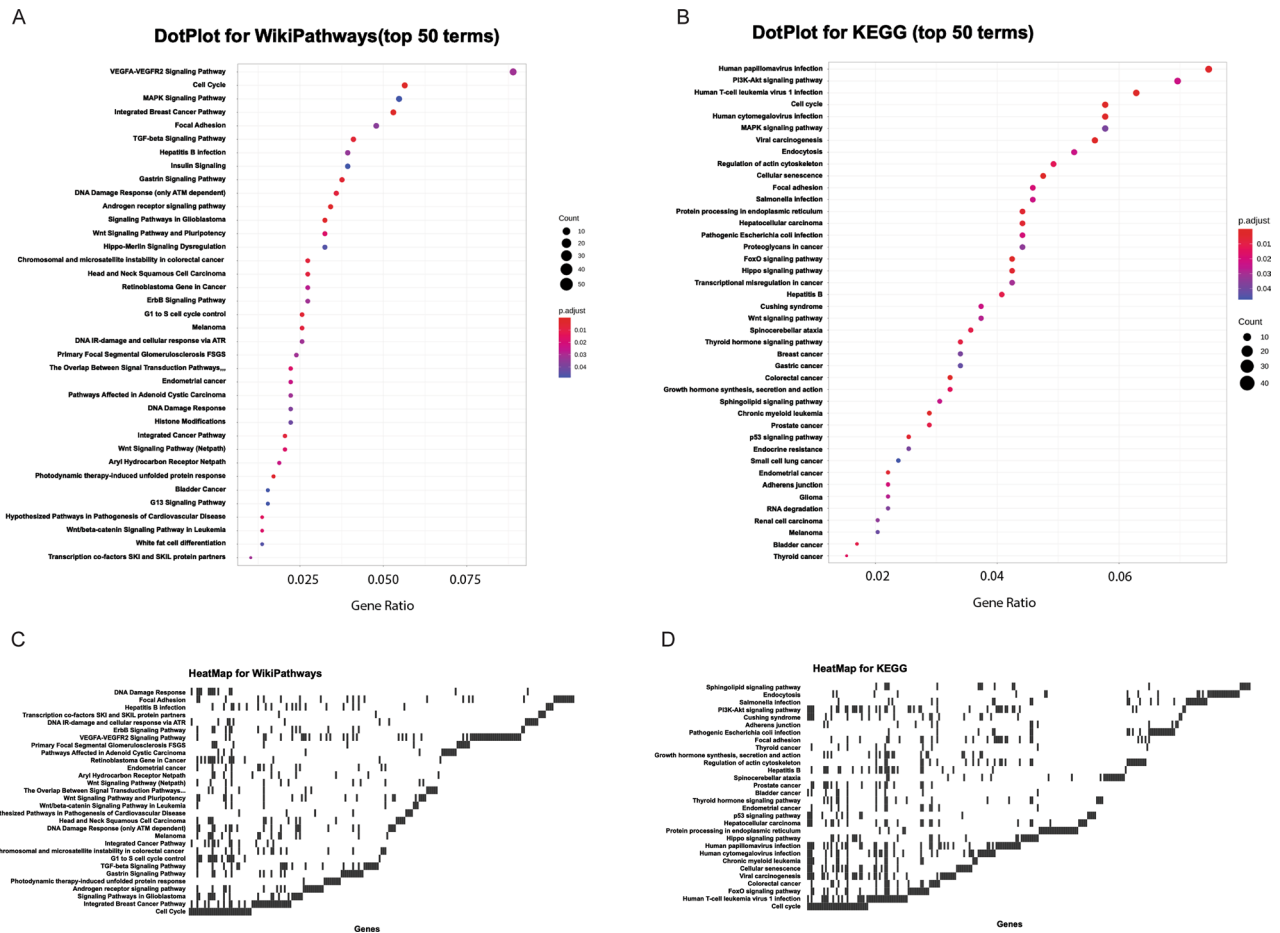 A
DotPlot for WikiPathways(top 50 terms)
VEGFA-VEGFR2 Signaling Pathway
Cell Cycle
MAPK Signaling Pathway
Integrated Breast Cancer Pathway
Focal Adhesion
TGF-beta Signaling Pathway
Hepatitis B infection
Insulin Signaling
Gastrin Signaling Pathway
DNA Damage Response (only ATM dependent)
Androgen receptor signaling pathway
Signaling Pathways in Glioblastoma
Wnt Signaling Pathway and Pluripotency
Hippo-Merlin Signaling Dysregulation
Chromosomal and microsatellite instability in colorectal cancer
Head and Neck Squamous Cell Carcinoma
Retinoblastoma Gene in Cancer
ErbB Signaling Pathway
G1 to S cell cycle control
Melanoma
DNA IR-damage and cellular response via ATR
Primary Focal Segmental Glomerulosclerosis FSGS
The Overlap Between Signal Transduction Pathways,,,
Endometrial cancer
Pathways Affected in Adenoid Cystic Carcinoma
DNA Damage Response
Histone Modifications
Integrated Cancer Pathway
Wnt Signaling Pathway (Netpath)
Aryl Hydrocarbon Receptor Netpath
Photodynamic therapy-induced unfolded protein response
Bladder Cancer
G13 Signaling Pathway
Hypothesized Pathways in Pathogenesis of Cardiovascular Disease
Wnt/beta-catenin Signaling Pathway in Leukemia
White fat cell differentiation
Transcription co-factors SKI and SKIL protein partners
0.025 0.050 0.075
Gene Ratio
Count
10
20
30
40
50
p.adjust
0.01
0.02
0.03
0.04
B
DotPlot for KEGG (top 50 terms)
Human papillomavirus infection
PI3K-Akt signaling pathway
Human T-cell leukemia virus 1 infection
Cell cycle
Human cytomegalovirus infection
MAPK signaling pathway
Viral carcinogenesis
Endocytosis
Regulation of actin cytoskeleton
Cellular senescence
Focal adhesion
Salmonella infection
Protein processing in endoplasmic reticulum
Hepatocellular carcinoma
Pathogenic Escherichia coli infection
Proteoglycans in cancer
FoxO signaling pathway
Hippo signaling pathway
Transcriptional misregulation in cancer
Hepatitis B
Cushing syndrome
Wnt signaling pathway
Spinocerebellar ataxia
Thyroid hormone signaling pathway
Breast cancer
Gastric cancer
Colorectal cancer
Growth hormone synthesis, secretion and action
Sphingolipid signaling pathway
Chronic myeloid leukemia
Prostate cancer
p53 signaling pathway
Endocrine resistance
Small cell lung cancer
Endometrial cancer
Adherens junction
Glioma
RNA degradation
Renal cell carcinoma
Melanoma
Bladder cancer
Thyroid cancer
0.02 0.04 0.06
Gene Ratio
p.adjust
0.01
0.02
0.03
0.04
Count
10
20
30
40
C
HeatMap for WikiPathways
DNA Damage Response
Focal Adhesion
Hepatitis B infection
Transcription co-factors SKI and SKIL protein partners
DNA IR-damage and cellular response via ATR
ErbB Signaling Pathway
VEGFA-VEGFR2 Signaling Pathway
Primary Focal Segmental Glomerulosclerosis FSGS
Pathways Affected in Adenoid Cystic Carcinoma
Retinoblastoma Gene in Cancer
Endometrial cancer
Aryl Hydrocarbon Receptor Netpath
Wnt Signaling Pathway (Netpath)
The Overlap Between Signal Transduction Pathways...
Wnt Signaling Pathway and Pluripotency
Wnt/beta-catenin Signaling Pathway in Leukemia
thesized Pathways in Pathogenesis of Cardiovascular Disease
Head and Neck Squamous Cell Carcinoma
DNA Damage Response (only ATM dependent)
Melanoma
Integrated Cancer Pathway
hromosomal and microsatellite instability in colorectal cancer
G1 to S cell cycle control
TGF-beta Signaling Pathway
Gastrin Signaling Pathway
Photodynamic therapy-induced unfolded protein response
Androgen receptor signaling pathway
Signaling Pathways in Glioblastoma
Integrated Breast Cancer Pathway
Cell Cycle
Genes
D
HeatMap for KEGG
Sphingolipid signaling pathway
Endocytosis
Salmonella infection
PI3K-Akt signaling pathway
Cushing syndrome
Adherens junction
Pathogenic Escherichia coli infection
Focal adhesion
Thyroid cancer
Growth hormone synthesis, secretion and action
Regulation of actin cytoskeleton
Hepatitis B
Spinocerebellar ataxia
Prostate cancer
Bladder cancer
Thyroid hormone signaling pathway
Endometrial cancer
p53 signaling pathway
Hepatocellular carcinoma
Protein processing in endoplasmic reticulum
Hippo signaling pathway
Human papillomavirus infection
Human cytomegalovirus infection
Chronic myeloid leukemia
Cellular senescence
Viral carcinogenesis
Colorectal cancer
FoxO signaling pathway
Human T-cell leukemia virus 1 infection
Cell cycle
Genes